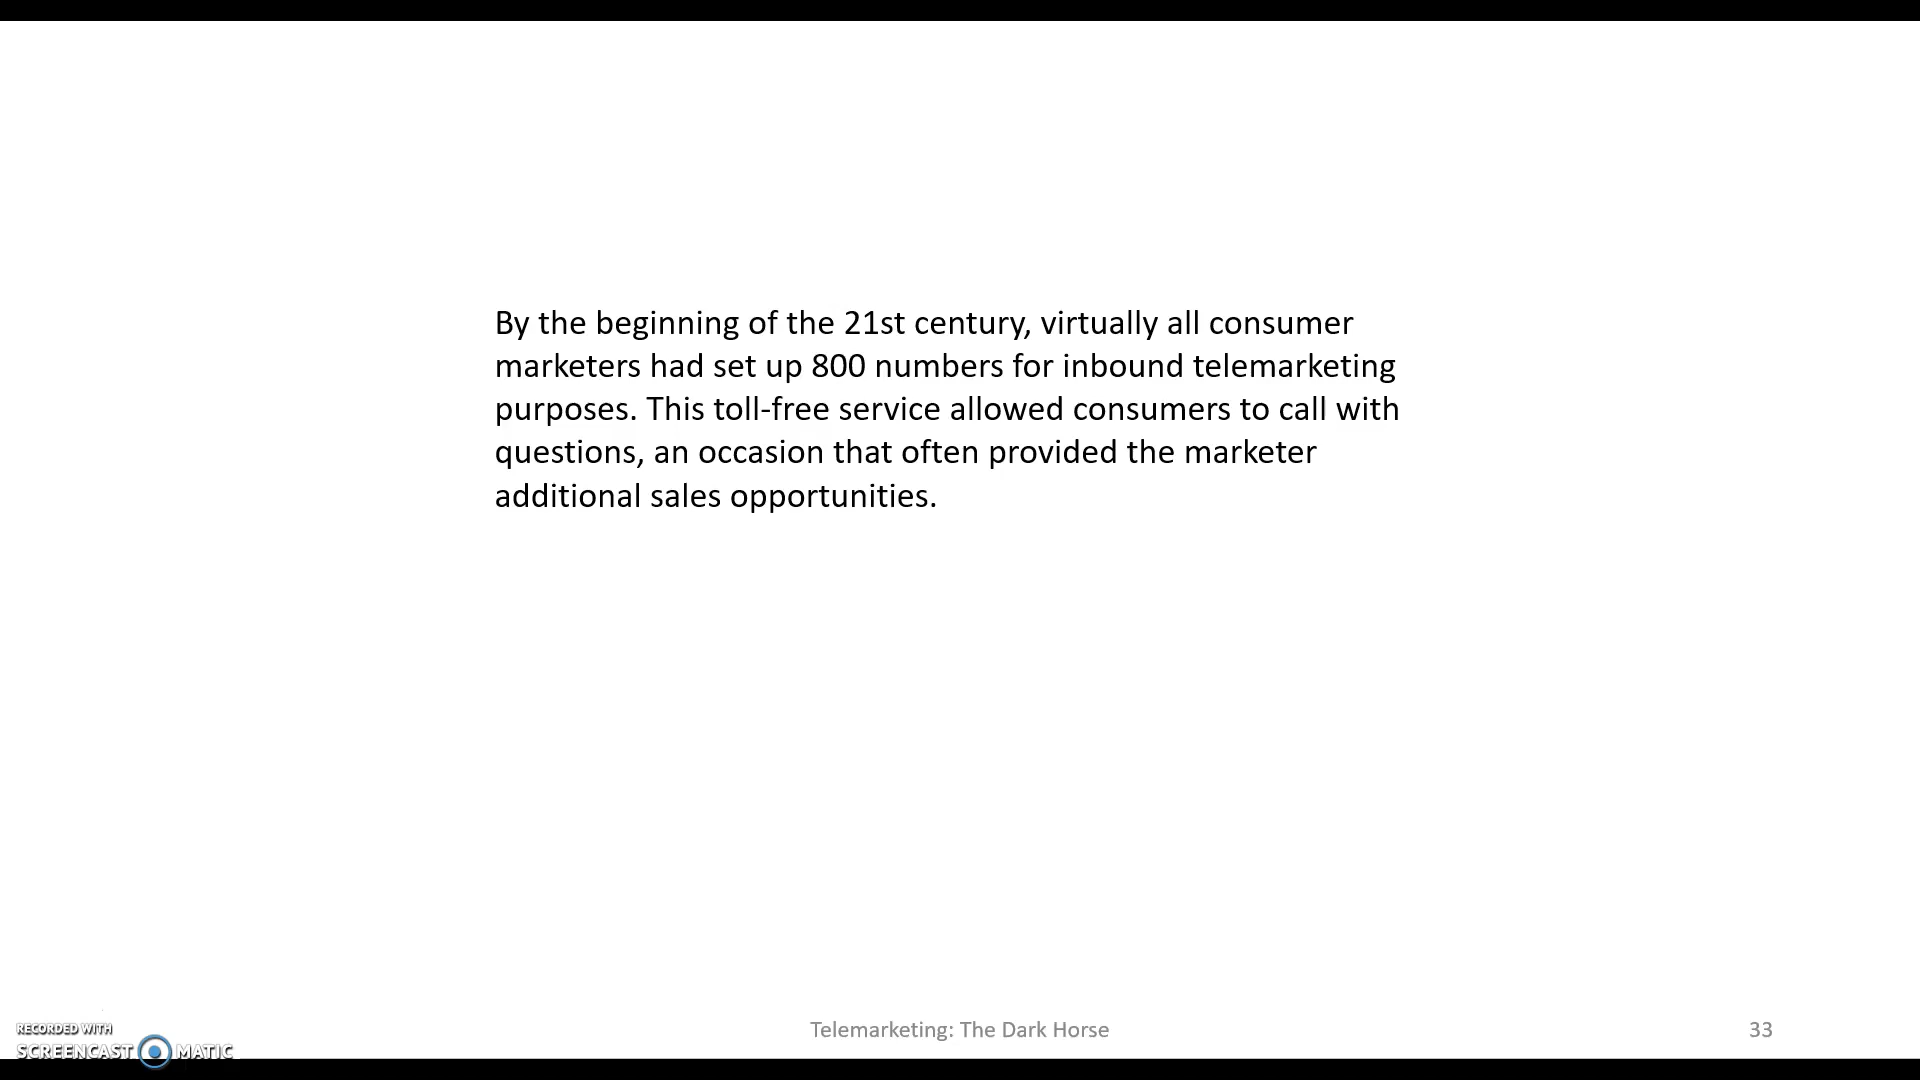 By the beginning of the 21st century, virtually all consumer
marketers had set up 800 numbers for inbound telemarketing
purposes. This toll-free service allowed consumers to call with
questions, an occasion that often provided the marketer
additional sales opportunities.
RECORDED WITH
SCREENCAST MATIC
Telemarketing: The Dark Horse
33